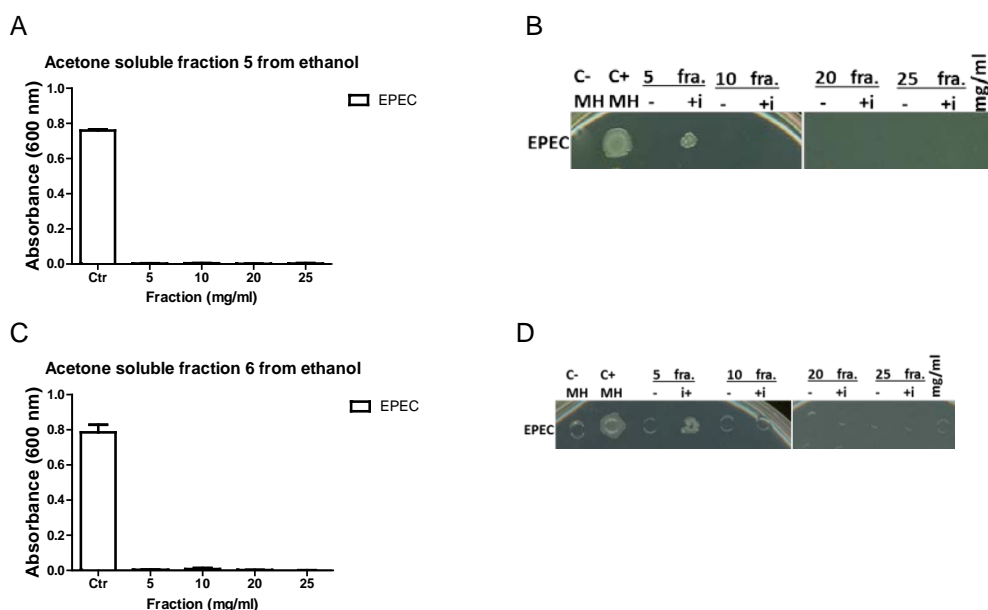 A
Acetone soluble fraction 5 from ethanol
EPEC
Absorbance (600 nm)
1.0
0.8
0.6
0.4
0.2
0.0
Ctr 5 10 20 25
Fraction (mg/ml)
B
C- C+ 5 fra. 10 fra. 20 fra. 25 fra. mg/ml
MH MH - +i - +i - +i - +i
EPEC
C
Acetone soluble fraction 6 from ethanol
EPEC
Absorbance (600 nm)
1.0
0.8
0.6
0.4
0.2
0.0
Ctr 5 10 20 25
Fraction (mg/ml)
D
C- C+ 5 fra. 10 fra. 20 fra. 25 fra. mg/ml
MH MH - i+ - +i - +i - +i
EPEC